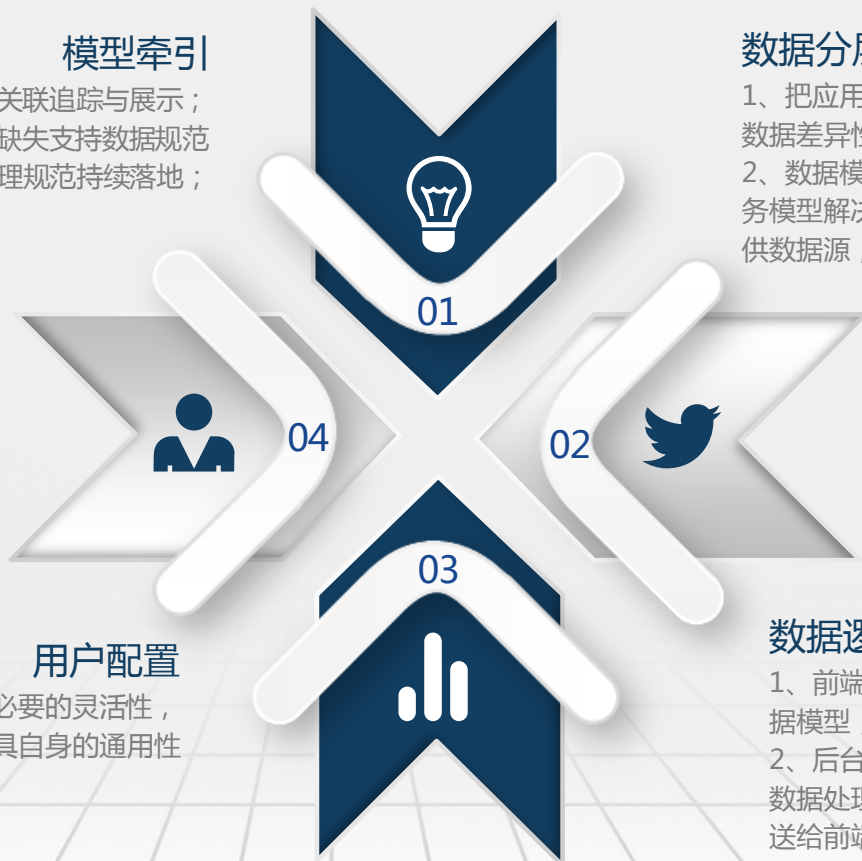 模型牵引
关联追踪与展示；
缺失支持数据规范
理规范持续落地；
数据分
1、把应用
数据差异
2、数据模
务模型解
供数据源
01
02
03
04
用户配置
必要的灵活性，
具自身的通用性
数据逻
1、前端
据模型
2、后台
数据处理
送给前端